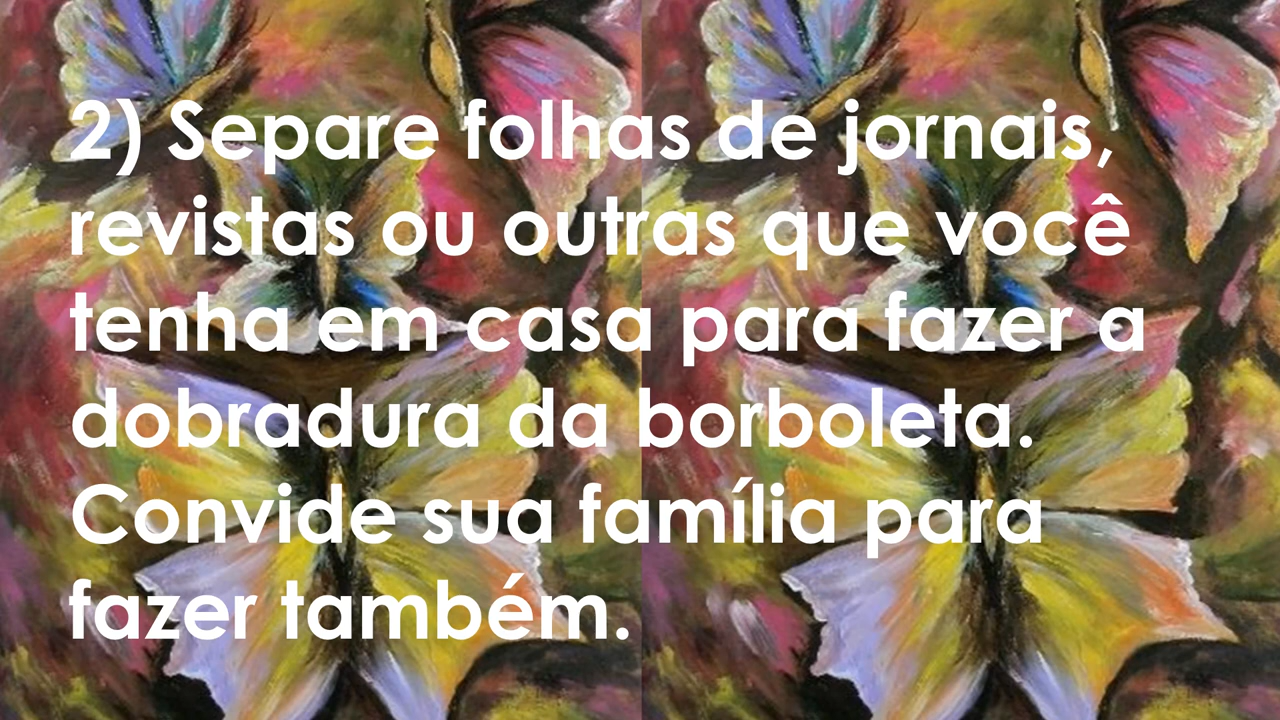 2) Separe folhas de jornais,
revistas ou outras que você
tenha em casa para fazer a
dobradura da borboleta.
Convide sua família para
fazer também.